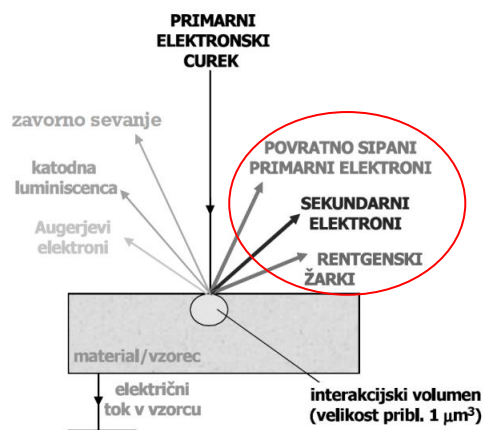 PRIMARNI
ELEKTRONSKI
CUREK
zavorno sevanje
katodna
luminiscenca
Augerjevi
elektroni
POVRATNO SIPANI
PRIMARNI ELEKTRONI
SEKUNDARNI
ELEKTRONI
RENTGENSKI
ŽARKI
material/vzorec
električni
tok v vzorcu
interakcijski volumen
(velikost pribl. 1 μm³)